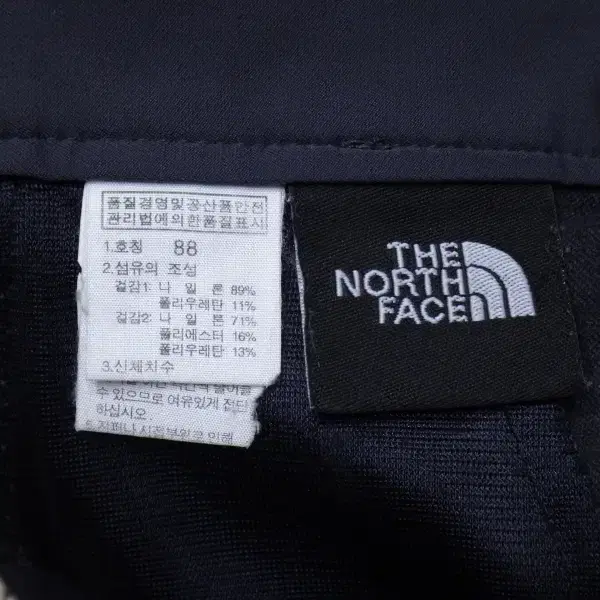 품질경영및공산품안전
관리법에의한품질표시
1.호칭 88
2.섬유의 조성
겉감1: 나 일 론 89%
폴리우레탄 11%
겉감2: 나 일 론 71%
폴리에스터 16%
폴리우레탄 13%
3.신체치수
수 있으므로 여유있게 접단
하십시오
THE
NORTH
FACE